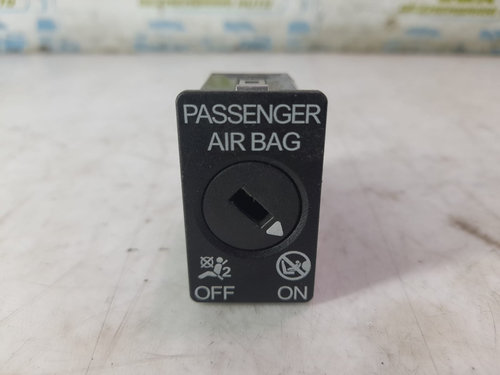 PASSENGER
AIR BAG
2
OFF ON